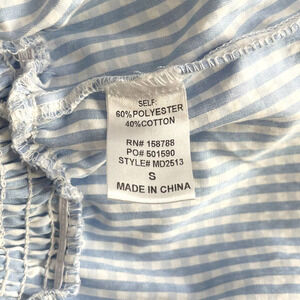 SELF:
60%POLYESTER
40%COTTON
RN# 158788
PO# 501590
STYLE# MD2513
S
MADE IN CHINA